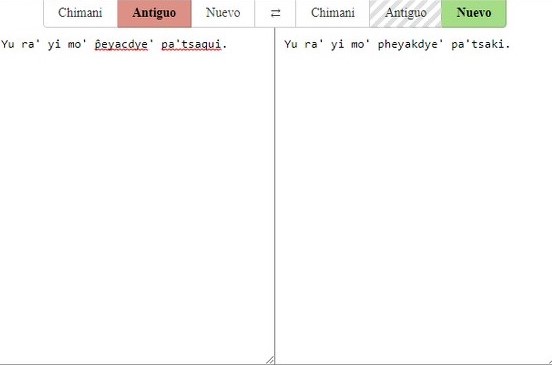 Chimani Antiguo Nuevo ⇄ Chimani Antiguo Nuevo
Yu ra' yi mo' p̂eyacdye' pa'tsaqui.
Yu ra' yi mo' pheyakdye' pa'tsaki.